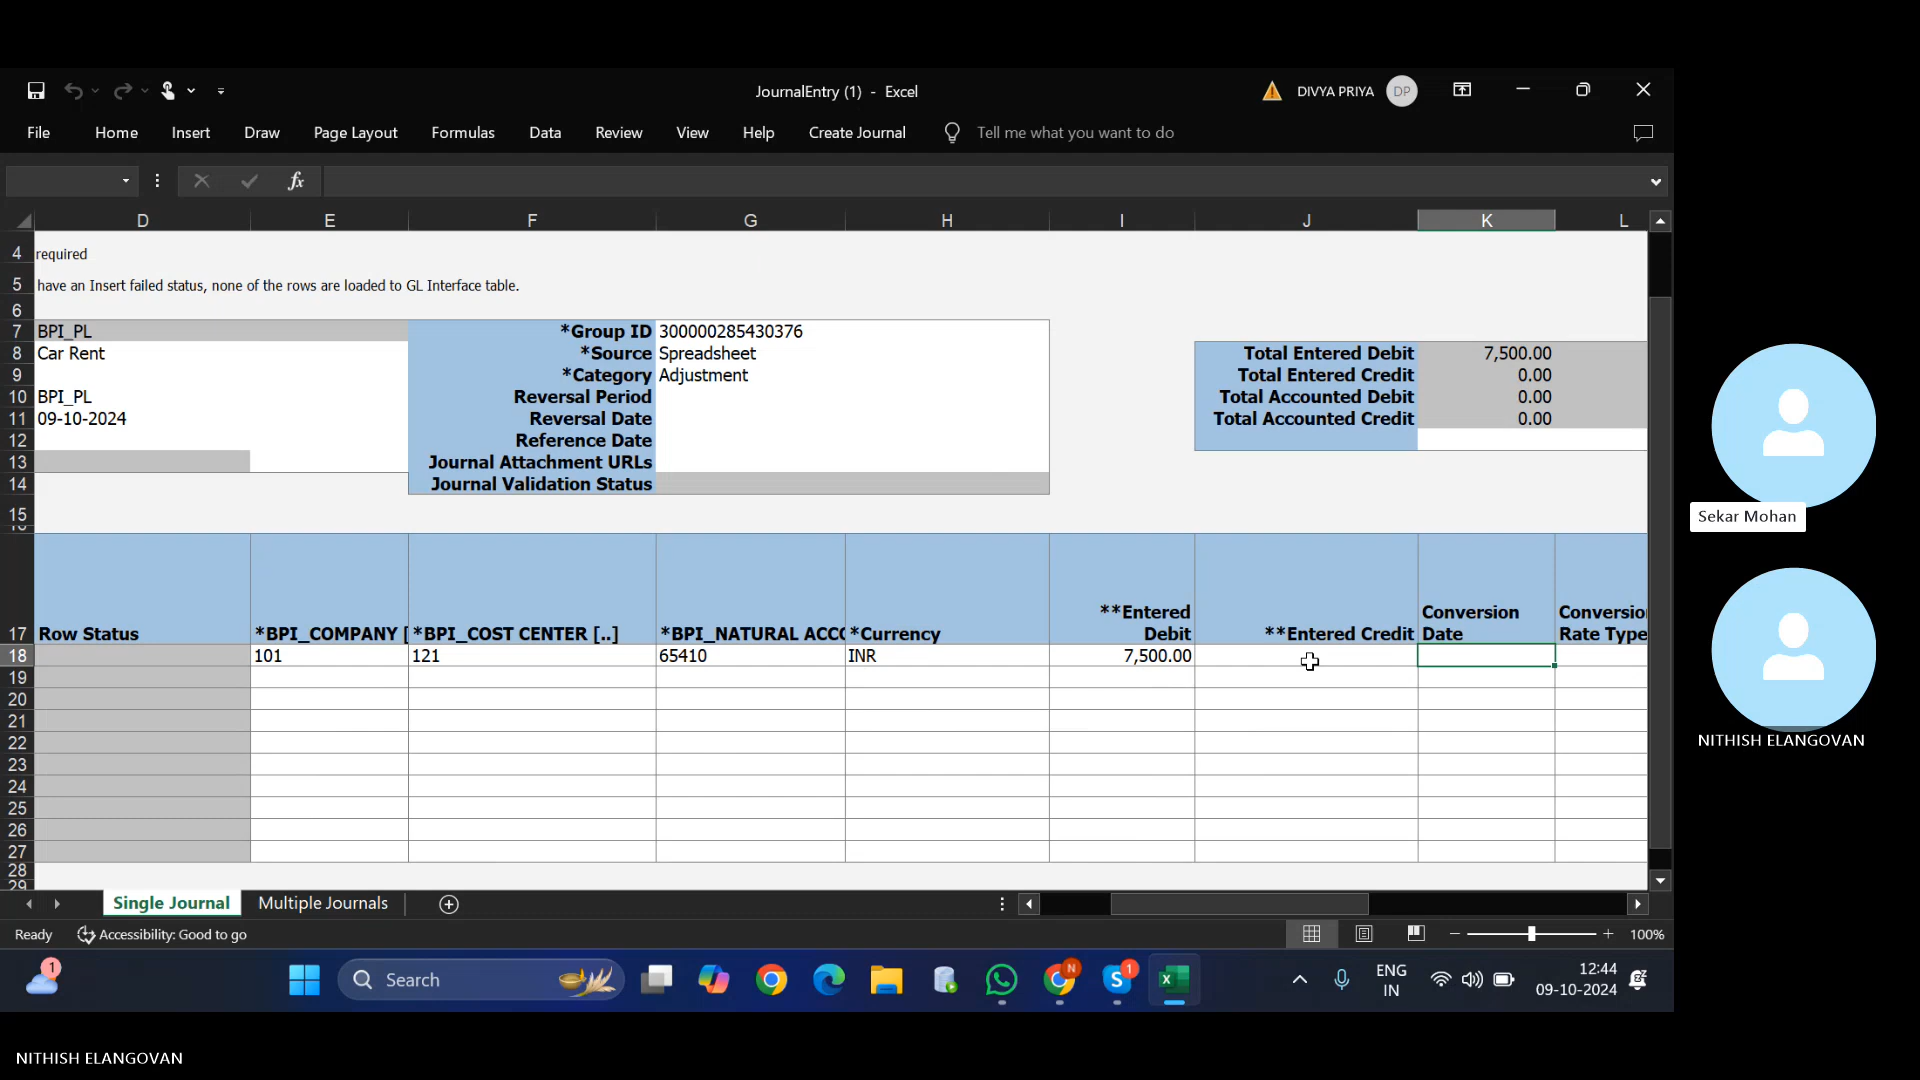 JournalEntry (1) - Excel
DIVYA PRIYA
DP
File Home Insert Draw Page Layout Formulas Data Review View Help Create Journal Tell me what you want to do
fx
D E F G H I J K L
4 required
5 have an Insert failed status, none of the rows are loaded to GL Interface table.
6
7 BPI_PL *Group ID 300000285430376
8 Car Rent *Source Spreadsheet Total Entered Debit 7,500.00
9 *Category Adjustment Total Entered Credit 0.00
10 BPI_PL Reversal Period Total Accounted Debit 0.00
11 09-10-2024 Reversal Date Total Accounted Credit 0.00
12 Reference Date
13 Journal Attachment URLs
14 Journal Validation Status
15
17 Row Status *BPI_COMPANY [ *BPI_COST CENTER [..] *BPI_NATURAL ACCO *Currency **Entered Debit **Entered Credit Conversion Date Conversion Rate Type
18 101 121 65410 INR 7,500.00
19
20
21
22
23
24
25
26
27
28
29
Single Journal Multiple Journals
Ready Accessibility: Good to go 100%
1 Search N S 1 ENG IN 12:44 09-10-2024
Sekar Mohan
NITHISH ELANGOVAN
NITHISH ELANGOVAN